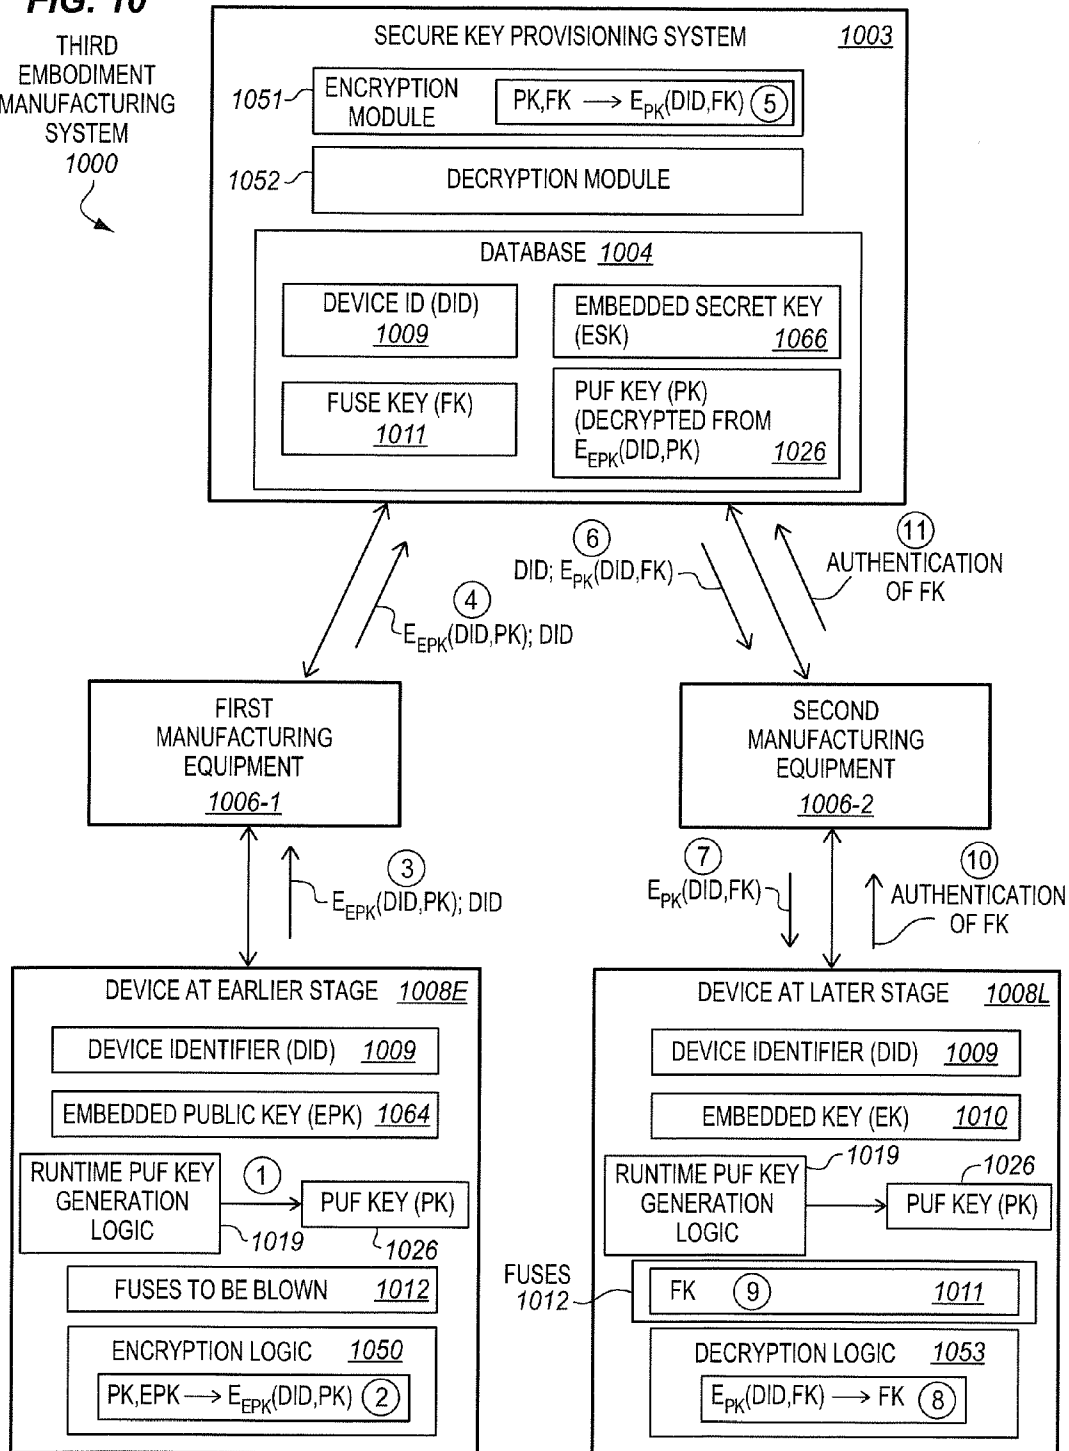 FIG. 10
THIRD
EMBODIMENT
MANUFACTURING
SYSTEM
1000
SECURE KEY PROVISIONING SYSTEM 1003
1051
ENCRYPTION
MODULE
PK,FK → E_PK(DID,FK) 5
1052
DECRYPTION MODULE
DATABASE 1004
DEVICE ID (DID)
1009
EMBEDDED SECRET KEY
(ESK) 1066
FUSE KEY (FK)
1011
PUF KEY (PK)
(DECRYPTED FROM
E_EPK(DID,PK) 1026
4
E_EPK(DID,PK); DID
6
DID; E_PK(DID,FK)
11
AUTHENTICATION
OF FK
FIRST
MANUFACTURING
EQUIPMENT
1006-1
SECOND
MANUFACTURING
EQUIPMENT
1006-2
3
E_EPK(DID,PK); DID
7
E_PK(DID,FK)
10
AUTHENTICATION
OF FK
DEVICE AT EARLIER STAGE 1008E
DEVICE IDENTIFIER (DID) 1009
EMBEDDED PUBLIC KEY (EPK) 1064
RUNTIME PUF KEY
GENERATION
LOGIC
1
PUF KEY (PK)
1019
1026
FUSES TO BE BLOWN 1012
ENCRYPTION LOGIC 1050
PK,EPK → E_EPK(DID,PK) 2
DEVICE AT LATER STAGE 1008L
DEVICE IDENTIFIER (DID) 1009
EMBEDDED KEY (EK) 1010
RUNTIME PUF KEY
GENERATION
LOGIC
1019
1026
PUF KEY (PK)
FUSES
1012
FK 9 1011
DECRYPTION LOGIC 1053
E_PK(DID,FK) → FK 8